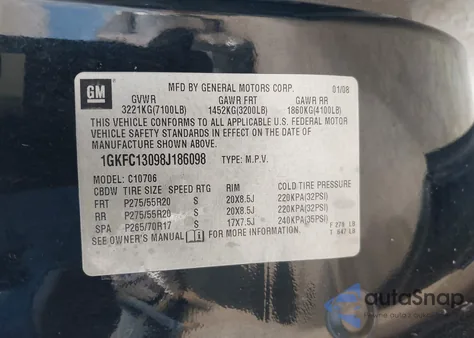 GM
MFD BY GENERAL MOTORS CORP. 01/08
GVWR GAWR FRT GAWR RR
3221KG(7100LB) 1452KG(3200LB) 1860KG(4100LB)
THIS VEHICLE CONFORMS TO ALL APPLICABLE U.S. FEDERAL MOTOR
VEHICLE SAFETY STANDARDS IN EFFECT ON THE DATE OF
MANUFACTURE SHOWN ABOVE.
1GKFC13098J186098 TYPE: M.P.V.
MODEL: C10706
CBDW TIRE SIZE SPEED RTG RIM COLD TIRE PRESSURE
FRT P275/55R20 S 20X8.5J 220KPA(32PSI)
RR P275/55R20 S 20X8.5J 220KPA(32PSI)
SPA P265/70R17 S 17X7.5J 240KPA(35PSI)
SEE OWNER'S MANUAL FOR MORE INFORMATION.
F 278 LB
T 647 LB
autoSnap